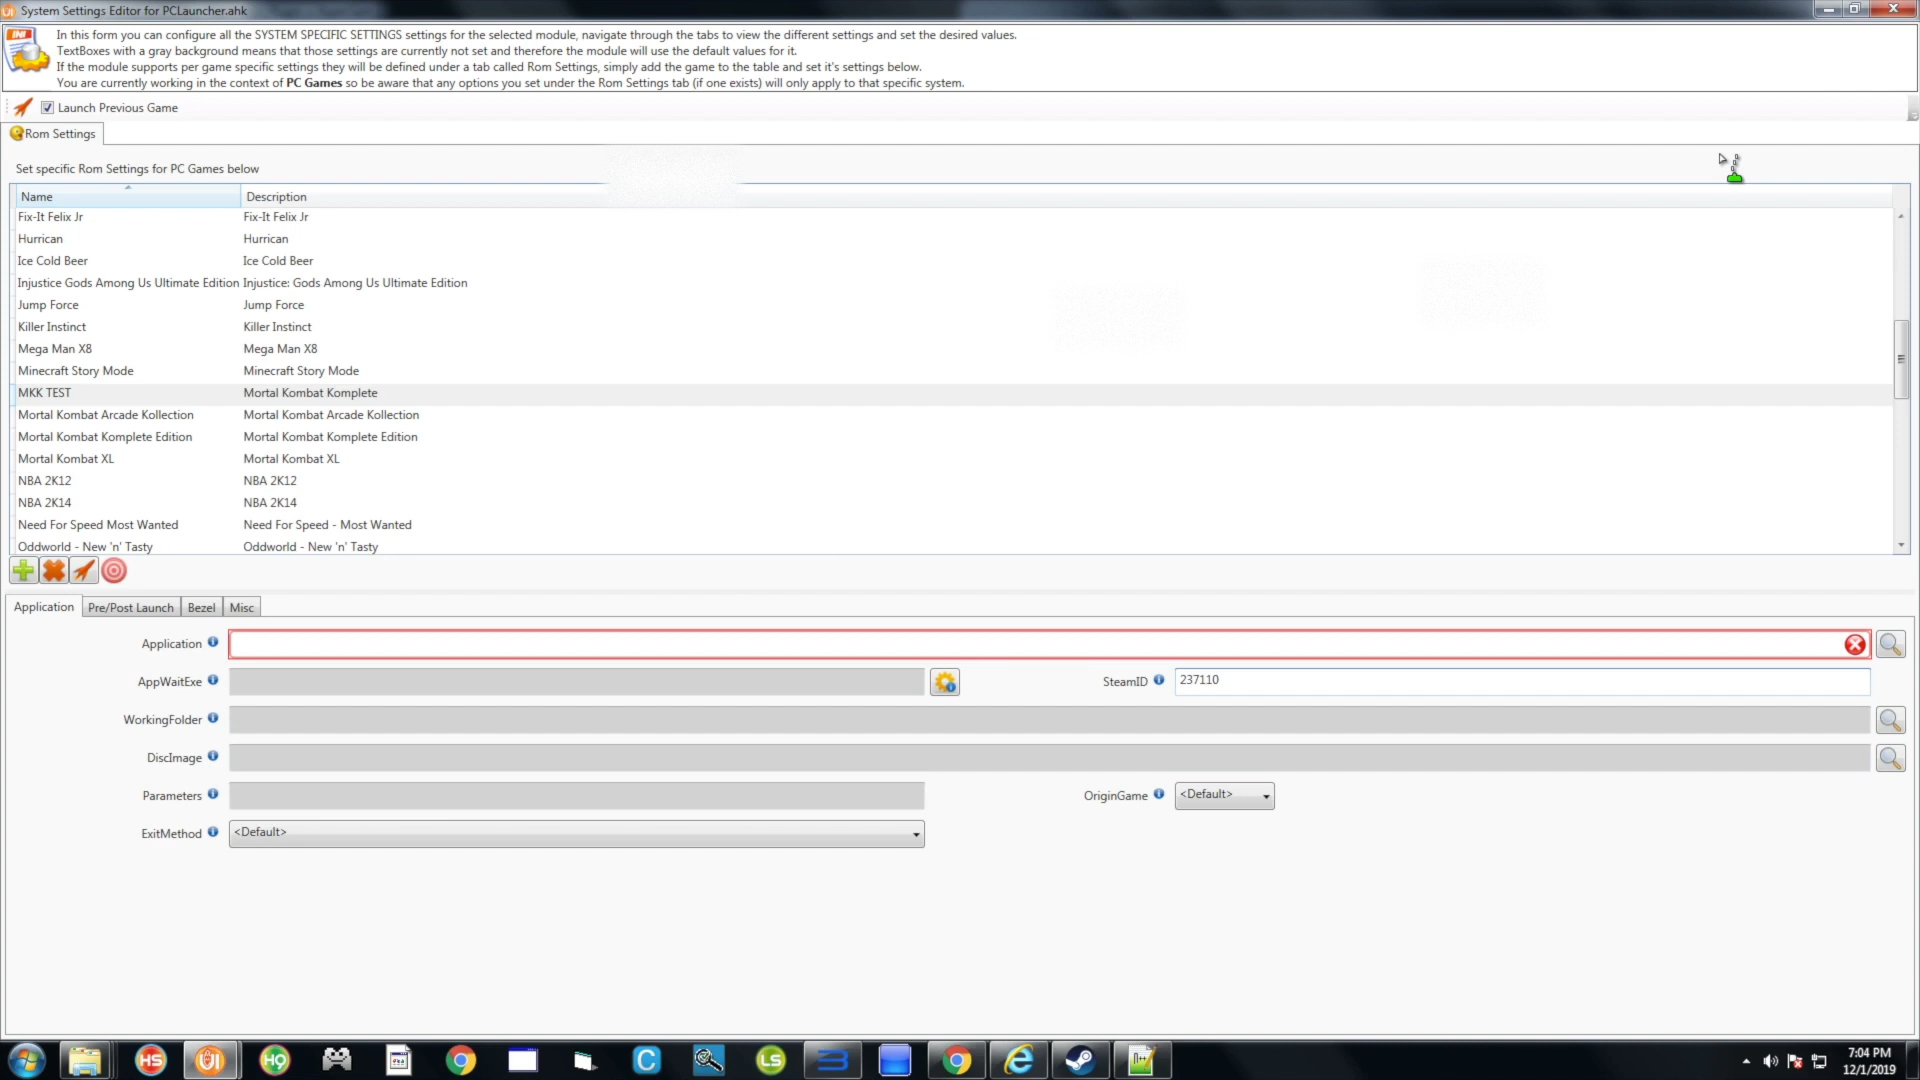 System Settings Editor for PCLauncher.ahk
In this form you can configure all the SYSTEM SPECIFIC SETTINGS settings for the selected module, navigate through the tabs to view the different settings and set the desired values.
TextBoxes with a gray background means that those settings are currently not set and therefore the module will use the default values for it.
If the module supports per game specific settings they will be defined under a tab called Rom Settings, simply add the game to the table and set it's settings below.
You are currently working in the context of PC Games so be aware that any options you set under the Rom Settings tab (if one exists) will only apply to that specific system.
Launch Previous Game
Rom Settings
Set specific Rom Settings for PC Games below
Name Description
Fix-It Felix Jr Fix-It Felix Jr
Hurrican Hurrican
Ice Cold Beer Ice Cold Beer
Injustice Gods Among Us Ultimate Edition Injustice: Gods Among Us Ultimate Edition
Jump Force Jump Force
Killer Instinct Killer Instinct
Mega Man X8 Mega Man X8
Minecraft Story Mode Minecraft Story Mode
MKK TEST Mortal Kombat Komplete
Mortal Kombat Arcade Kollection Mortal Kombat Arcade Kollection
Mortal Kombat Komplete Edition Mortal Kombat Komplete Edition
Mortal Kombat XL Mortal Kombat XL
NBA 2K12 NBA 2K12
NBA 2K14 NBA 2K14
Need For Speed Most Wanted Need For Speed - Most Wanted
Oddworld - New 'n' Tasty Oddworld - New 'n' Tasty
Application Pre/Post Launch Bezel Misc
Application
AppWaitExe SteamID 237110
WorkingFolder
DiscImage
Parameters OriginGame <Default>
ExitMethod <Default>
HS HQ C LS
7:04 PM
12/1/2019